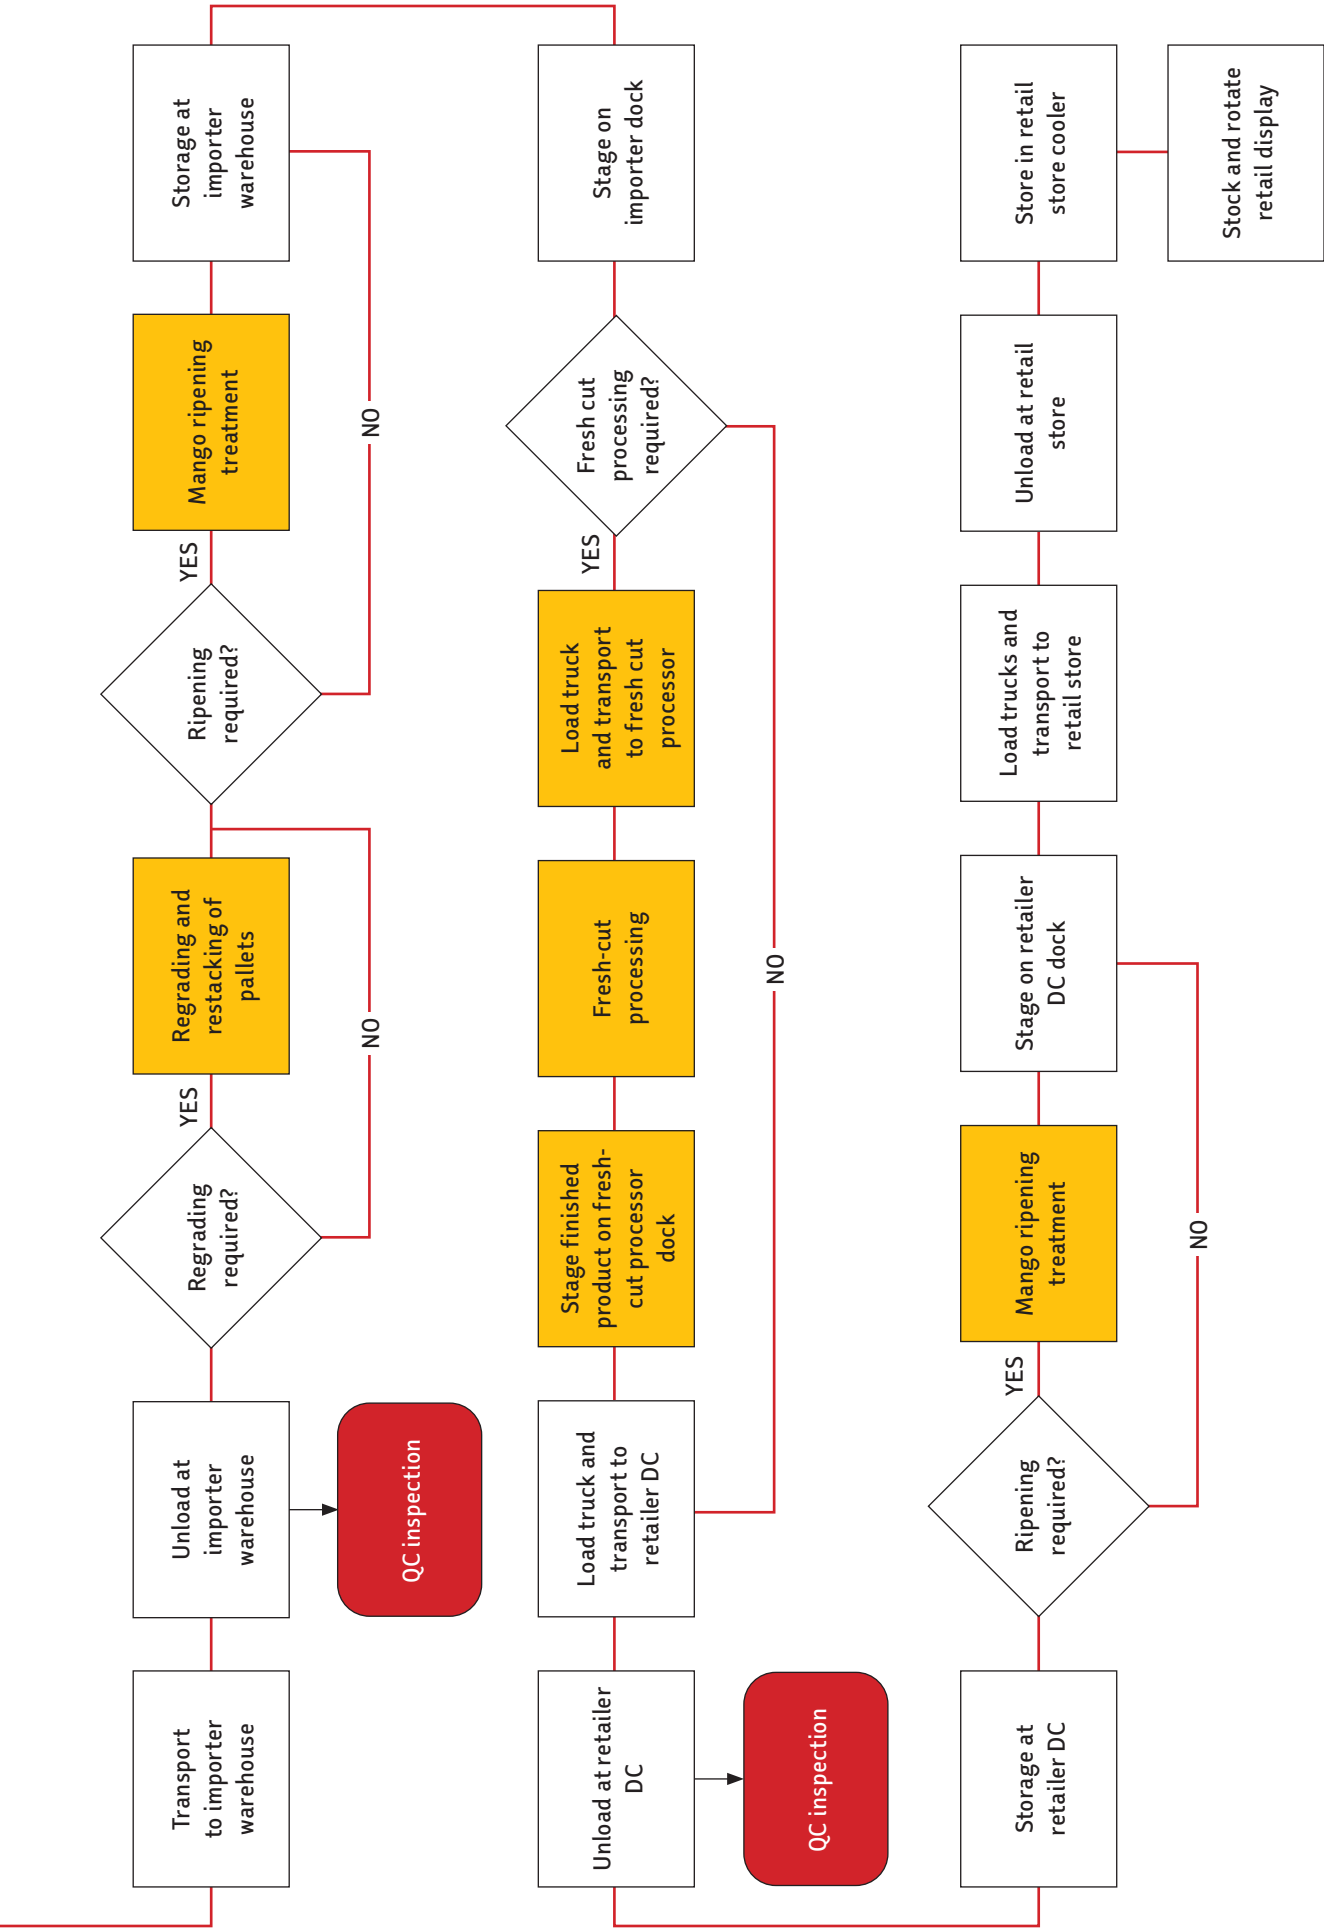 Transport
to importer
warehouse
Unload at
importer
warehouse
QC inspection
Regrading
required?
YES
NO
Regrading and
restacking of
pallets
Ripening
required?
YES
NO
Mango ripening
treatment
Storage at
importer
warehouse
Stage on
importer dock
Fresh cut
processing
required?
YES
NO
Load truck
and transport
to fresh cut
processor
Fresh-cut
processing
Stage finished
product on fresh-
cut processor
dock
Load truck and
transport to
retailer DC
Unload at retailer
DC
QC inspection
Storage at
retailer DC
Ripening
required?
YES
NO
Mango ripening
treatment
Stage on retailer
DC dock
Load trucks and
transport to
retail store
Unload at retail
store
Store in retail
store cooler
Stock and rotate
retail display